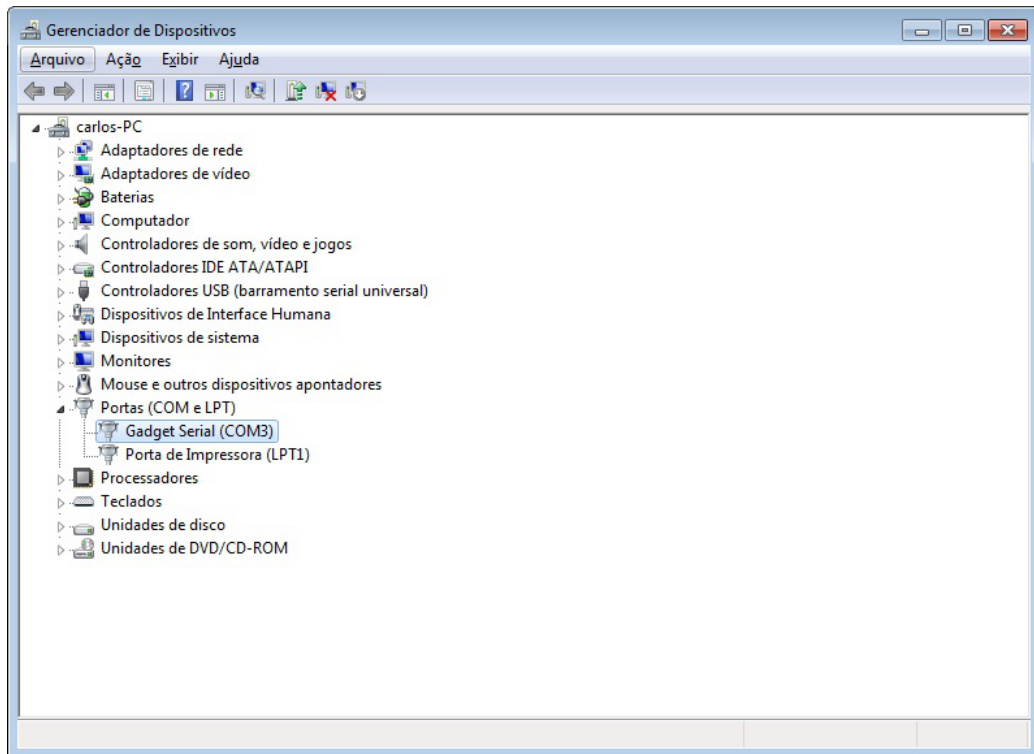 Gerenciador de Dispositivos
Arquivo Ação Exibir Ajuda
carlos-PC
Adaptadores de rede
Adaptadores de vídeo
Baterias
Computador
Controladores de som, vídeo e jogos
Controladores IDE ATA/ATAPI
Controladores USB (barramento serial universal)
Dispositivos de Interface Humana
Dispositivos de sistema
Monitores
Mouse e outros dispositivos apontadores
Portas (COM e LPT)
Gadget Serial (COM3)
Porta de Impressora (LPT1)
Processadores
Teclados
Unidades de disco
Unidades de DVD/CD-ROM